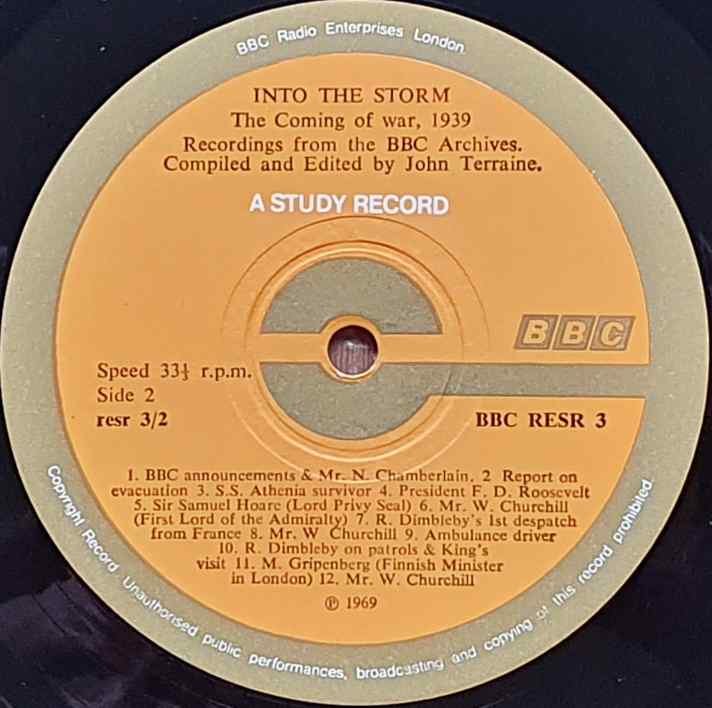 BBC Radio Enterprises London.
INTO THE STORM
The Coming of war, 1939
Recordings from the BBC Archives.
Compiled and Edited by John Terraine.
A STUDY RECORD
BBC
Speed 33⅓ r.p.m.
Side 2
resr 3/2
BBC RESR 3
1. BBC announcements & Mr. N. Chamberlain. 2 Report on
evacuation 3. S.S. Athenia survivor 4. President F. D. Roosevelt
5. Sir Samuel Hoare (Lord Privy Seal) 6. Mr. W. Churchill
(First Lord of the Admiralty) 7. R. Dimbleby's 1st despatch
from France 8. Mr. W Churchill 9. Ambulance driver
10. R. Dimbleby on patrols & King's
visit 11. M. Gripenberg (Finnish Minister
in London) 12. Mr. W. Churchill
℗ 1969
Copyright Record Unauthorised public performances, broadcasting and copying of this record prohibited.